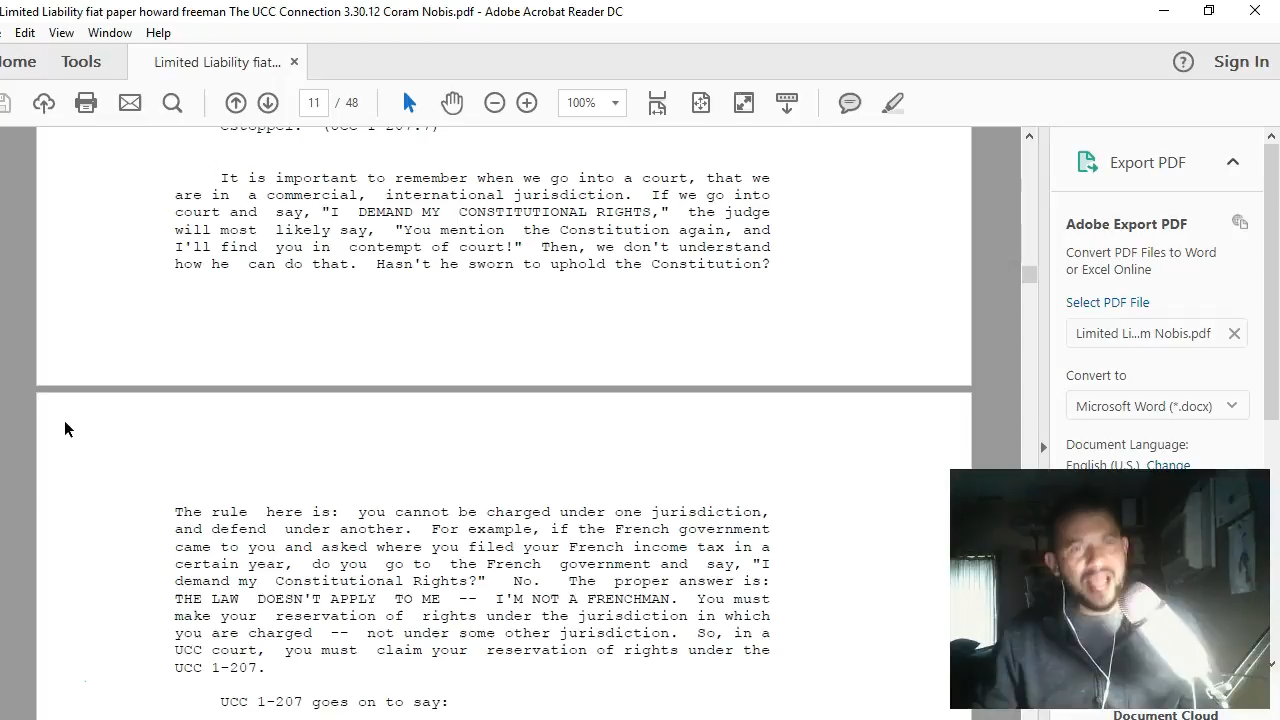 Limited Liability fiat paper howard freeman The UCC Connection 3.30.12 Coram Nobis.pdf - Adobe Acrobat Reader DC
Edit View Window Help
Home Tools Limited Liability fiat... × Sign In
11 / 48 100%
estoppel. (UCC 1-207.7)
It is important to remember when we go into a court, that we
are in a commercial, international jurisdiction. If we go into
court and say, "I DEMAND MY CONSTITUTIONAL RIGHTS," the judge
will most likely say, "You mention the Constitution again, and
I'll find you in contempt of court!" Then, we don't understand
how he can do that. Hasn't he sworn to uphold the Constitution?
The rule here is: you cannot be charged under one jurisdiction,
and defend under another. For example, if the French government
came to you and asked where you filed your French income tax in a
certain year, do you go to the French government and say, "I
demand my Constitutional Rights?" No. The proper answer is:
THE LAW DOESN'T APPLY TO ME -- I'M NOT A FRENCHMAN. You must
make your reservation of rights under the jurisdiction in which
you are charged -- not under some other jurisdiction. So, in a
UCC court, you must claim your reservation of rights under the
UCC 1-207.
UCC 1-207 goes on to say:
Export PDF
Adobe Export PDF
Convert PDF Files to Word
or Excel Online
Select PDF File
Limited Li...m Nobis.pdf
Convert to
Microsoft Word (*.docx)
Document Language:
English (U.S.) Change
Document Cloud